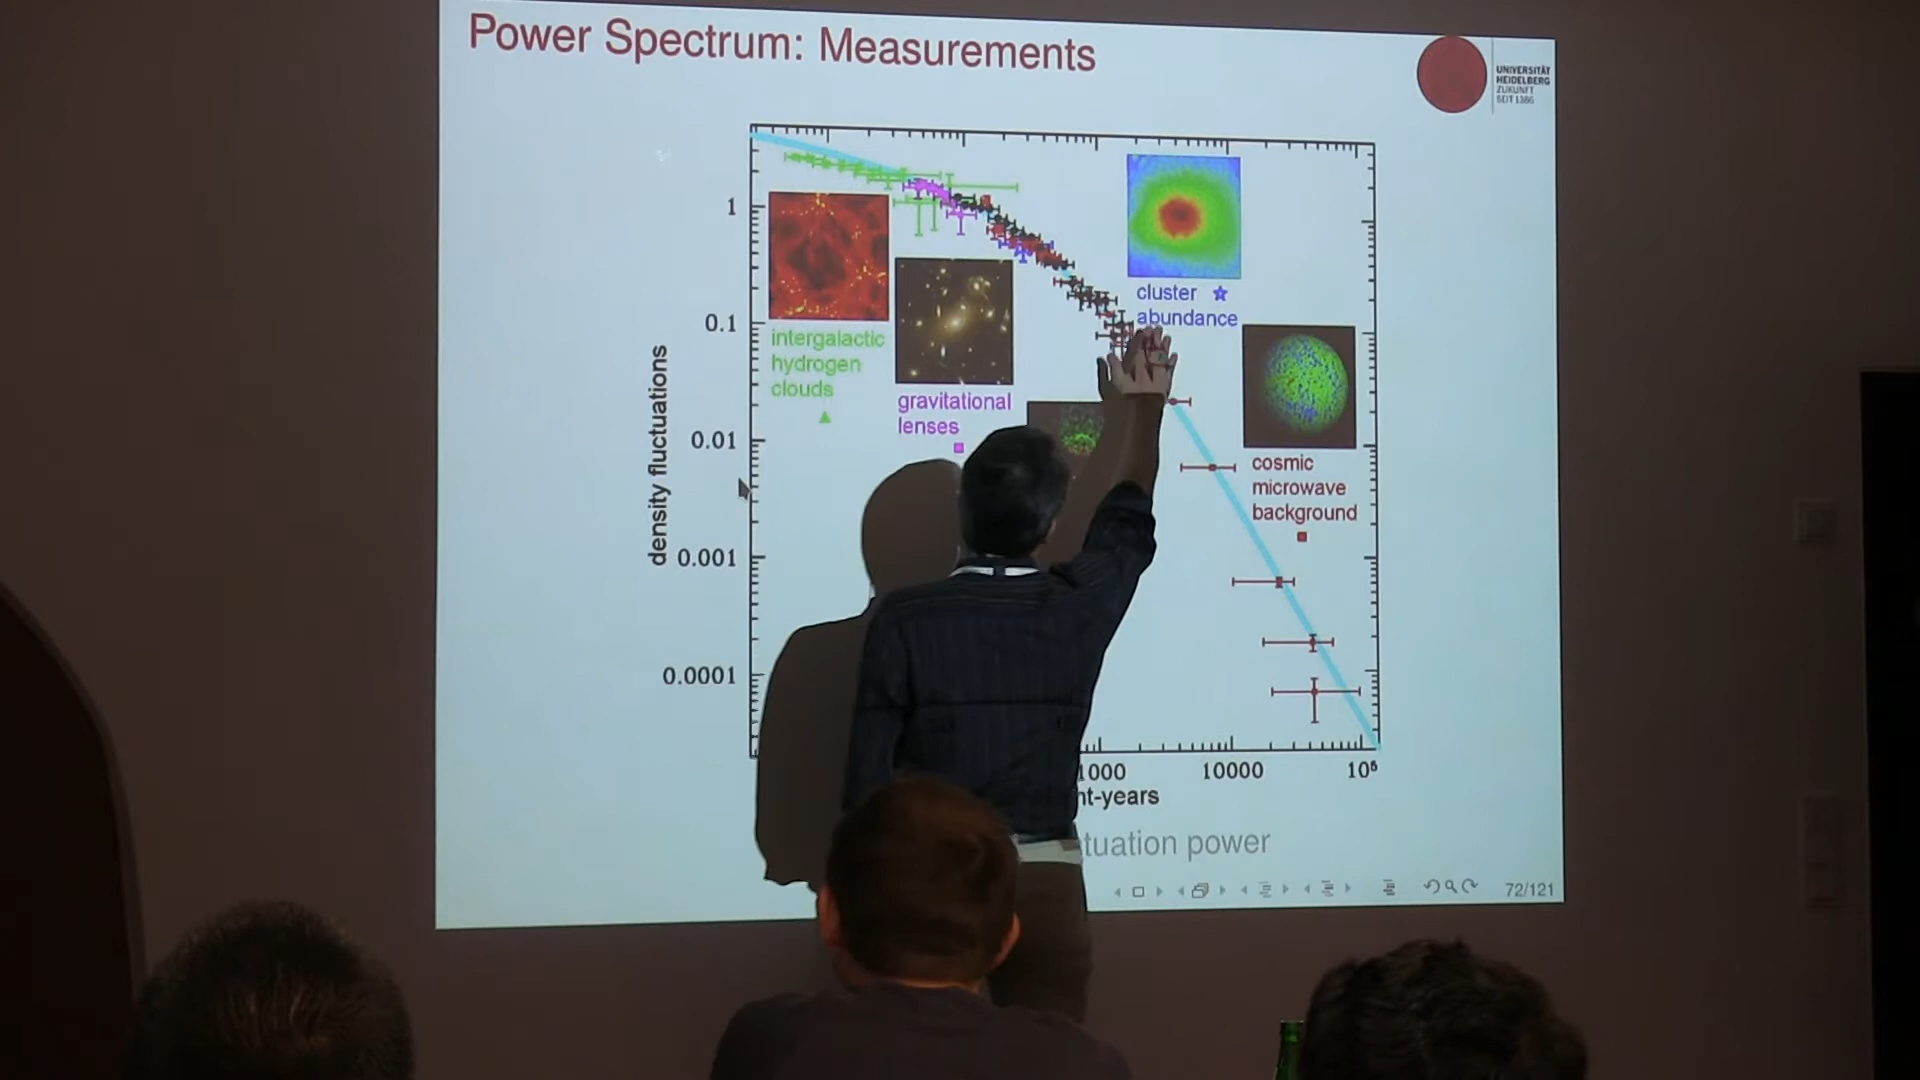 Power Spectrum: Measurements
UNIVERSITÄT
HEIDELBERG
ZUKUNFT
SEIT 1386
1
0.1
0.01
0.001
0.0001
density fluctuations
intergalactic
hydrogen
clouds
gravitational
lenses
cluster
abundance
cosmic
microwave
background
1000
10000
nt-years
tuation power
72/121